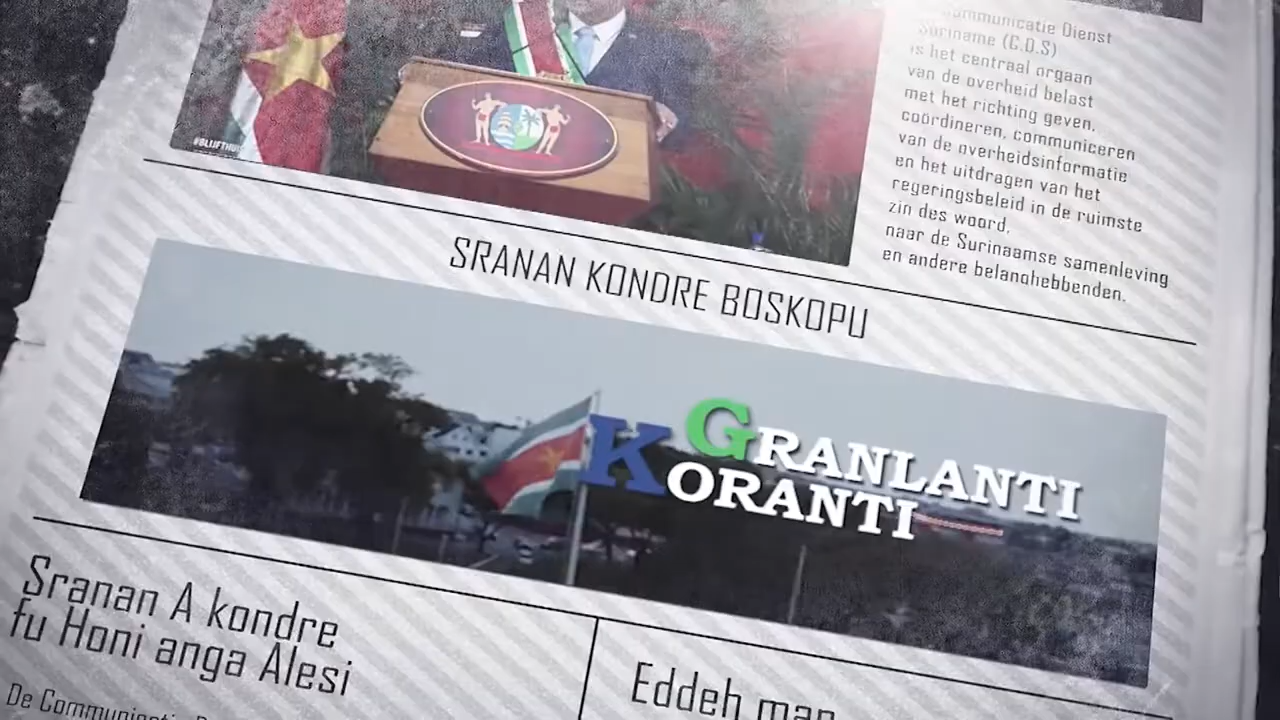 #BLIJFTHUI
Communicatie Dienst
Suriname (C.D.S)
is het centraal orgaan
van de overheid belast
met het richting geven,
coördineren, communiceren
van de overheidsinformatie
en het uitdragen van het
regeringsbeleid in de ruimste
zin des woord,
naar de Surinaamse samenleving
en andere belanghebbenden.
SRANAN KONDRE BOSKOPU
GRANLANTI
KORANTI
Sranan A kondre
fu Honi anga Alesi
De Communicatie
Eddeh man